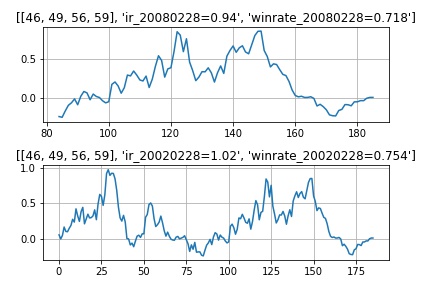 [[46, 49, 56, 59], 'ir_20080228=0.94', 'winrate_20080228=0.718']
0.5
0.0
80 100 120 140 160 180
[[46, 49, 56, 59], 'ir_20020228=1.02', 'winrate_20020228=0.754']
1.0
0.5
0.0
0 25 50 75 100 125 150 175